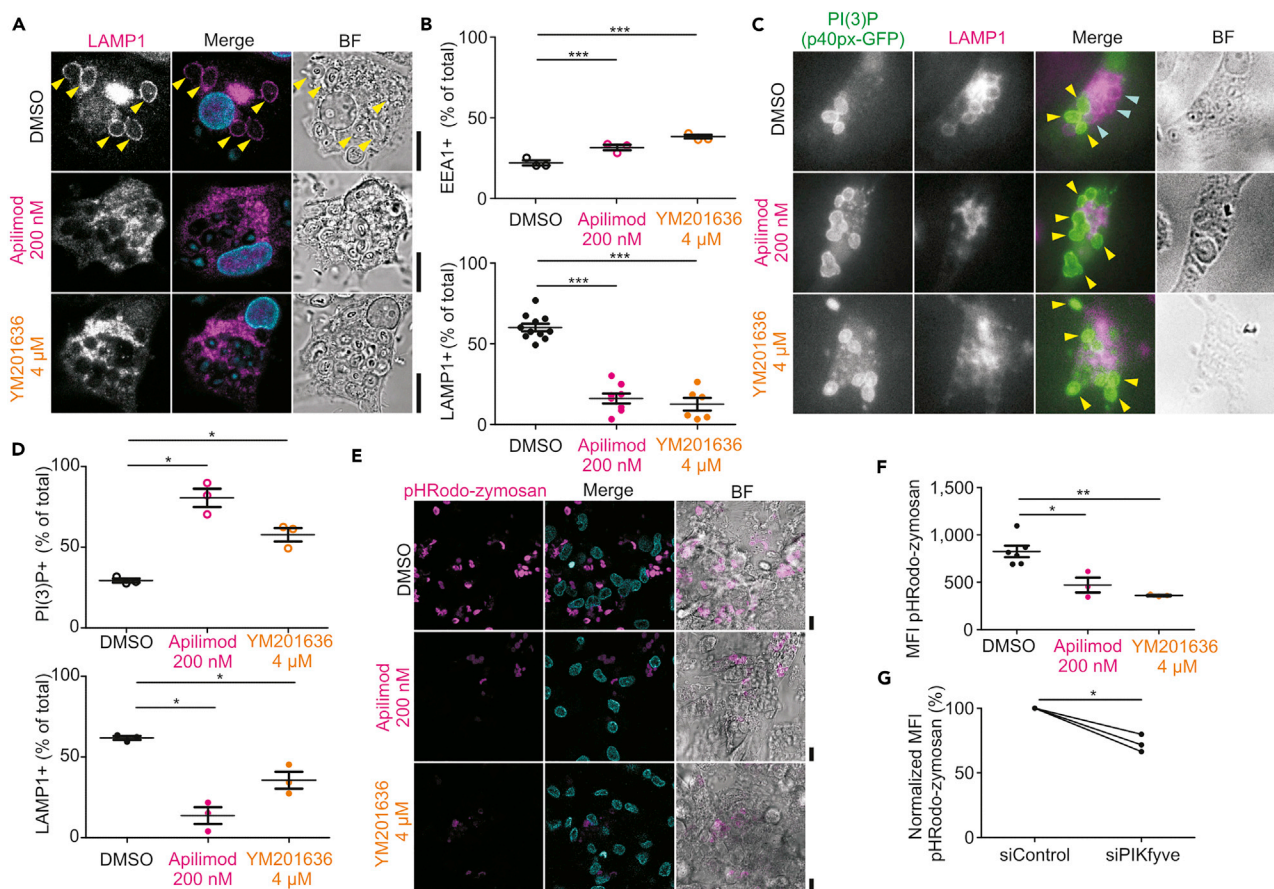 A
LAMP1
Merge
BF
DMSO
Apilimod
200 nM
YM201636
4 µM
B
EEA1+ (% of total)
100
50
0
***
***
DMSO
Apilimod
200 nM
YM201636
4 µM
LAMP1+ (% of total)
100
50
0
***
***
DMSO
Apilimod
200 nM
YM201636
4 µM
C
PI(3)P
(p40px-GFP)
LAMP1
Merge
BF
DMSO
Apilimod
200 nM
YM201636
4 µM
D
PI(3)P+ (% of total)
100
50
0
*
*
DMSO
Apilimod
200 nM
YM201636
4 µM
LAMP1+ (% of total)
100
50
0
*
*
DMSO
Apilimod
200 nM
YM201636
4 µM
E
pHRodo-zymosan
Merge
BF
DMSO
Apilimod
200 nM
YM201636
4 µM
F
MFI pHRodo-zymosan
1,500
1,000
500
0
**
*
DMSO
Apilimod
200 nM
YM201636
4 µM
G
Normalized MFI
pHRodo-zymosan (%)
100
50
0
*
siControl
siPIKfyve